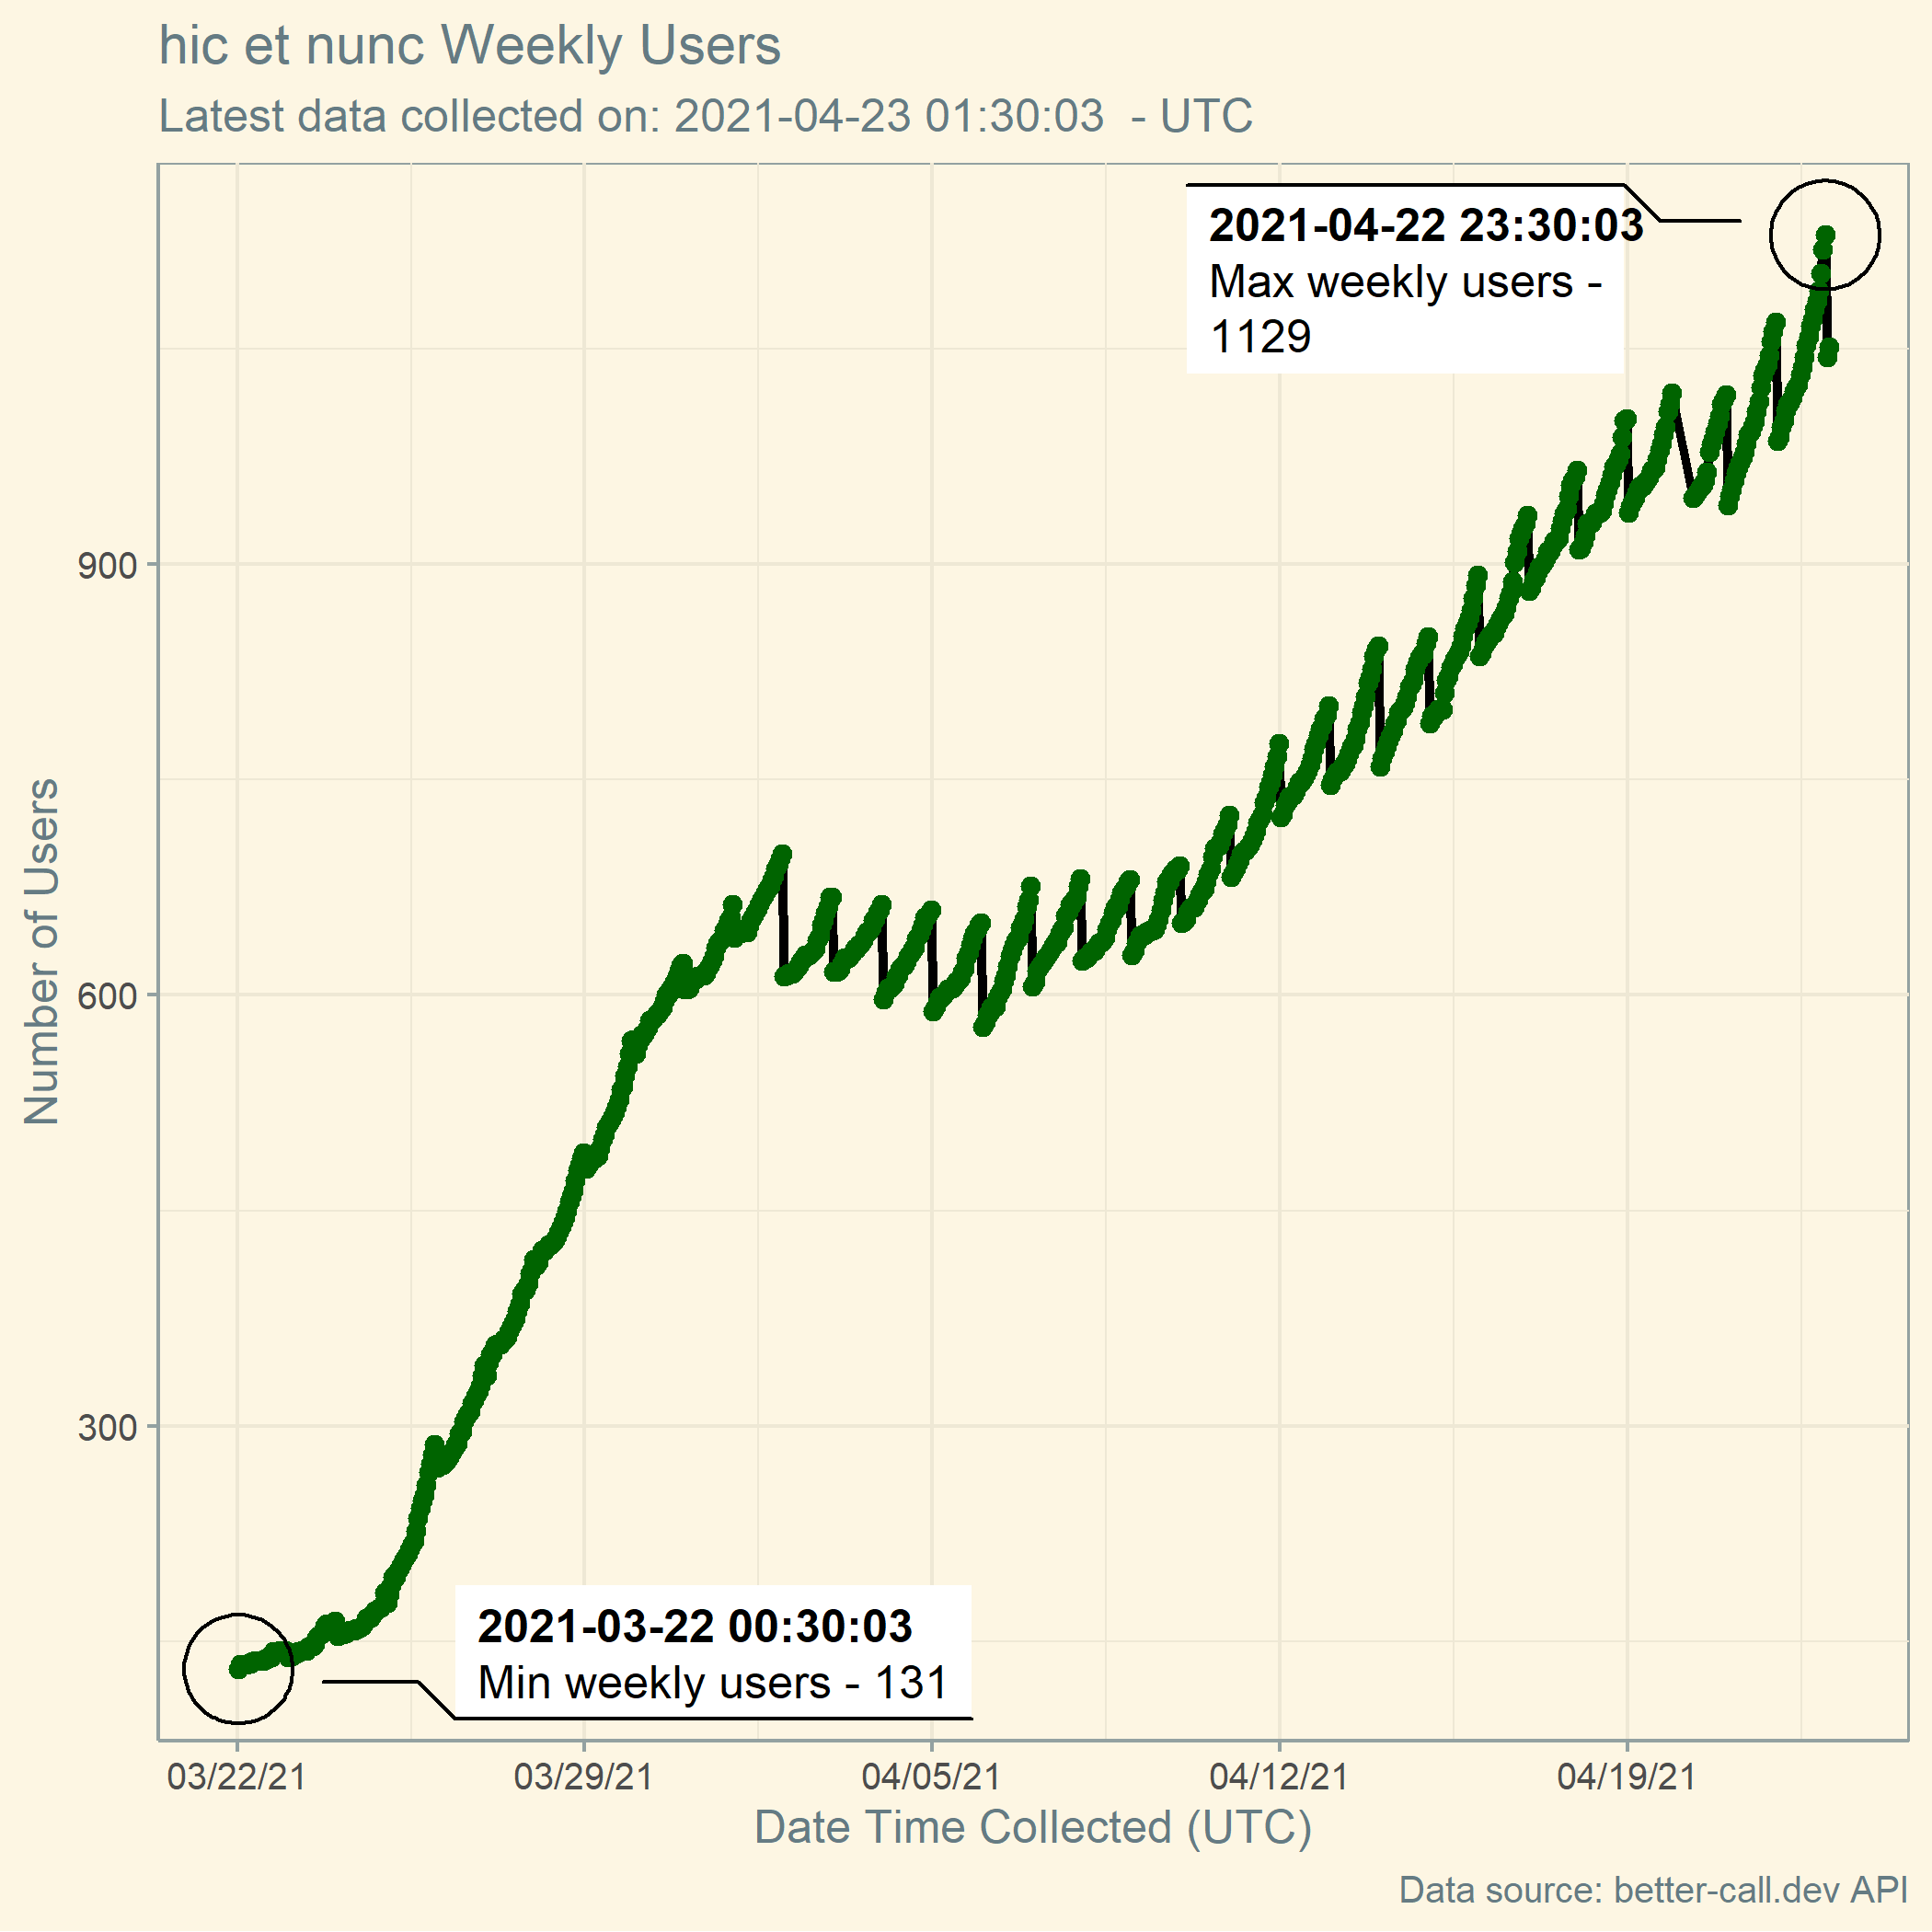 hic et nunc Weekly Users
Latest data collected on: 2021-04-23 01:30:03  - UTC
2021-04-22 23:30:03
Max weekly users -
1129
900
600
300
Number of Users
2021-03-22 00:30:03
Min weekly users - 131
03/22/21
03/29/21
04/05/21
04/12/21
04/19/21
Date Time Collected (UTC)
Data source: better-call.dev API